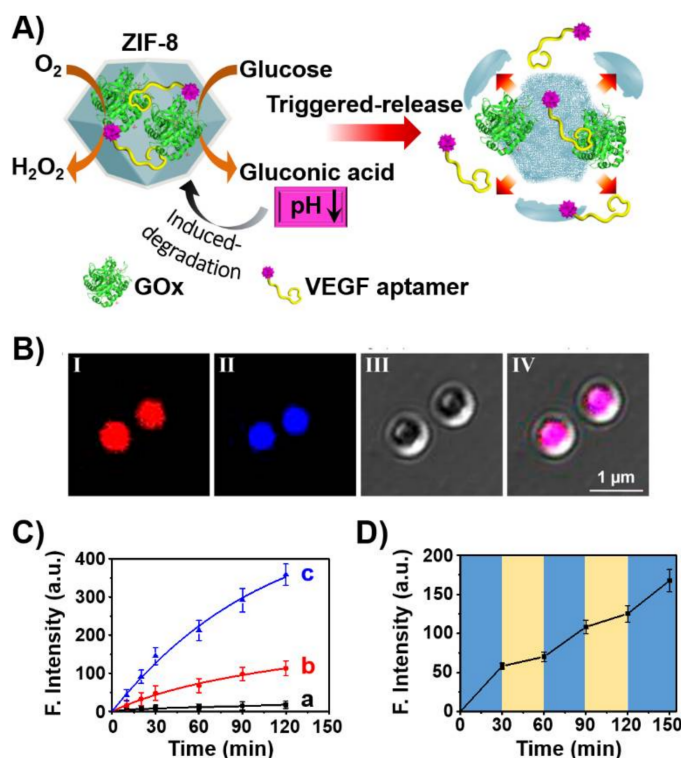 A)
ZIF-8
O2
Glucose
Triggered-release
H2O2
Gluconic acid
pH ↓
Induced-
degradation
GOx
VEGF aptamer
B)
I
II
III
IV
1 µm
C)
400
300
200
100
0
F. Intensity (a.u.)
c
b
a
0 30 60 90 120 150
Time (min)
D)
200
150
100
50
0
F. Intensity (a.u.)
0 30 60 90 120 150
Time (min)